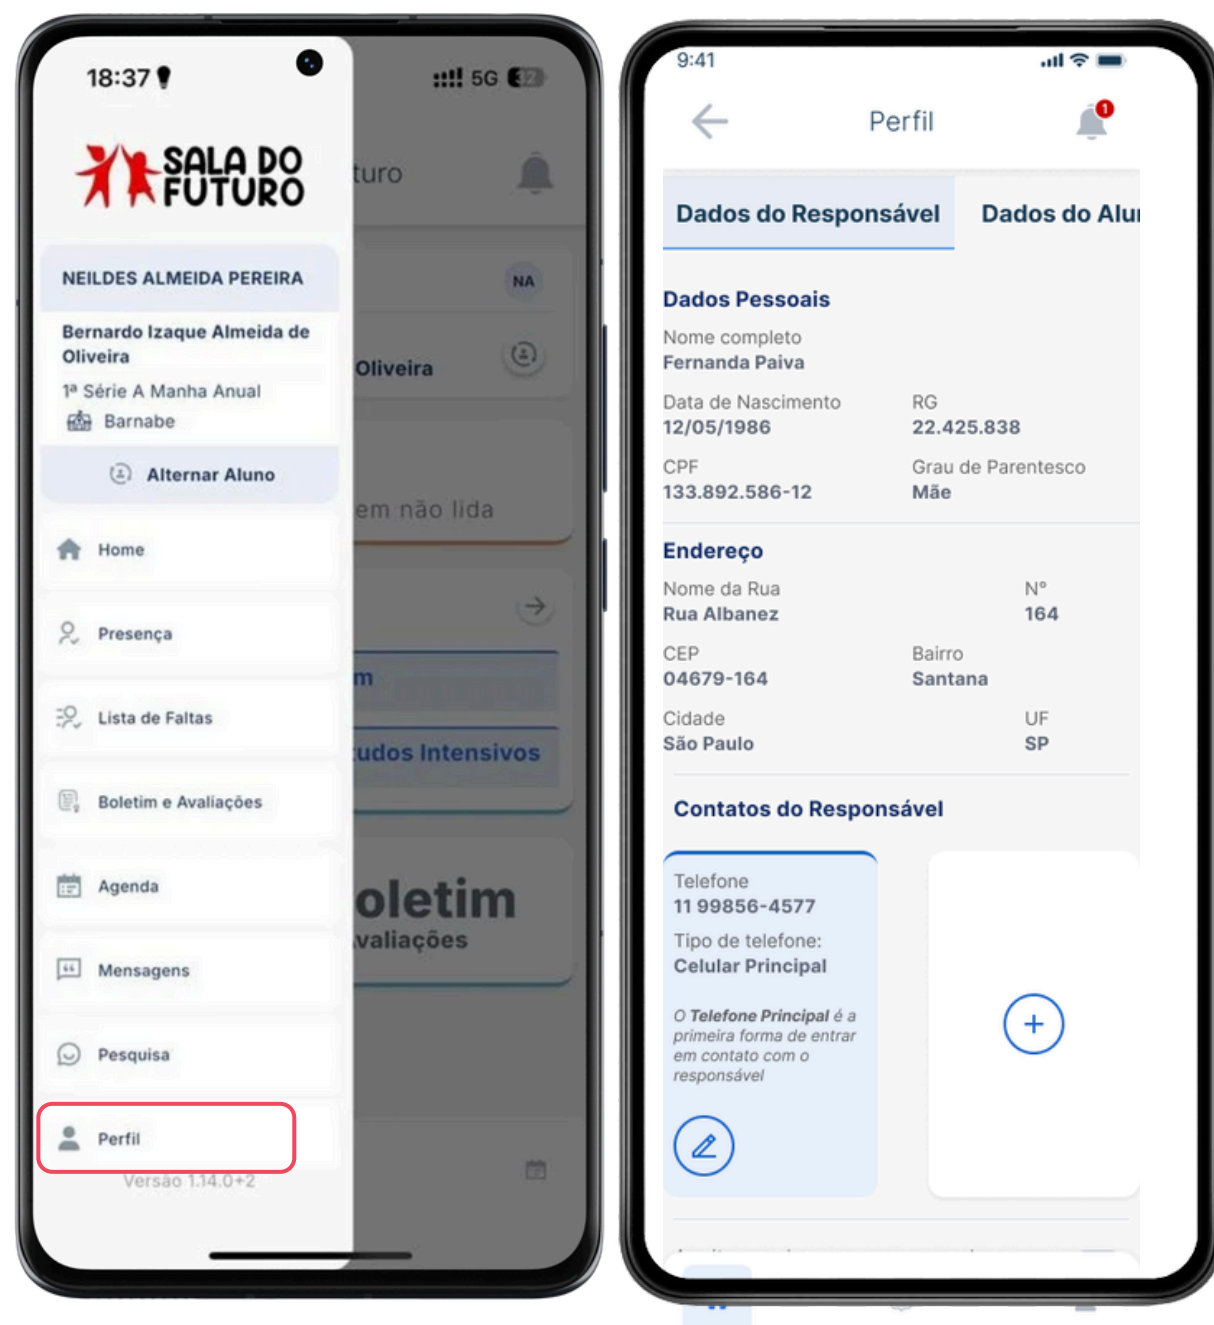 18:37
5G 32
SALA DO
FUTURO
turo
NEILDES ALMEIDA PEREIRA
NA
Bernardo Izaque Almeida de
Oliveira
Oliveira
1ª Série A Manha Anual
Barnabe
Alternar Aluno
em não lida
Home
Presença
m
Lista de Faltas
tudos Intensivos
Boletim e Avaliações
Agenda
oletim
valiações
Mensagens
Pesquisa
Perfil
Versão 1.14.0+2
9:41
Perfil
1
Dados do Responsável
Dados do Alu
Dados Pessoais
Nome completo
Fernanda Paiva
Data de Nascimento
RG
12/05/1986
22.425.838
CPF
Grau de Parentesco
133.892.586-12
Mãe
Endereço
Nome da Rua
Nº
Rua Albanez
164
CEP
Bairro
04679-164
Santana
Cidade
UF
São Paulo
SP
Contatos do Responsável
Telefone
11 99856-4577
Tipo de telefone:
Celular Principal
O Telefone Principal é a
primeira forma de entrar
em contato com o
responsável